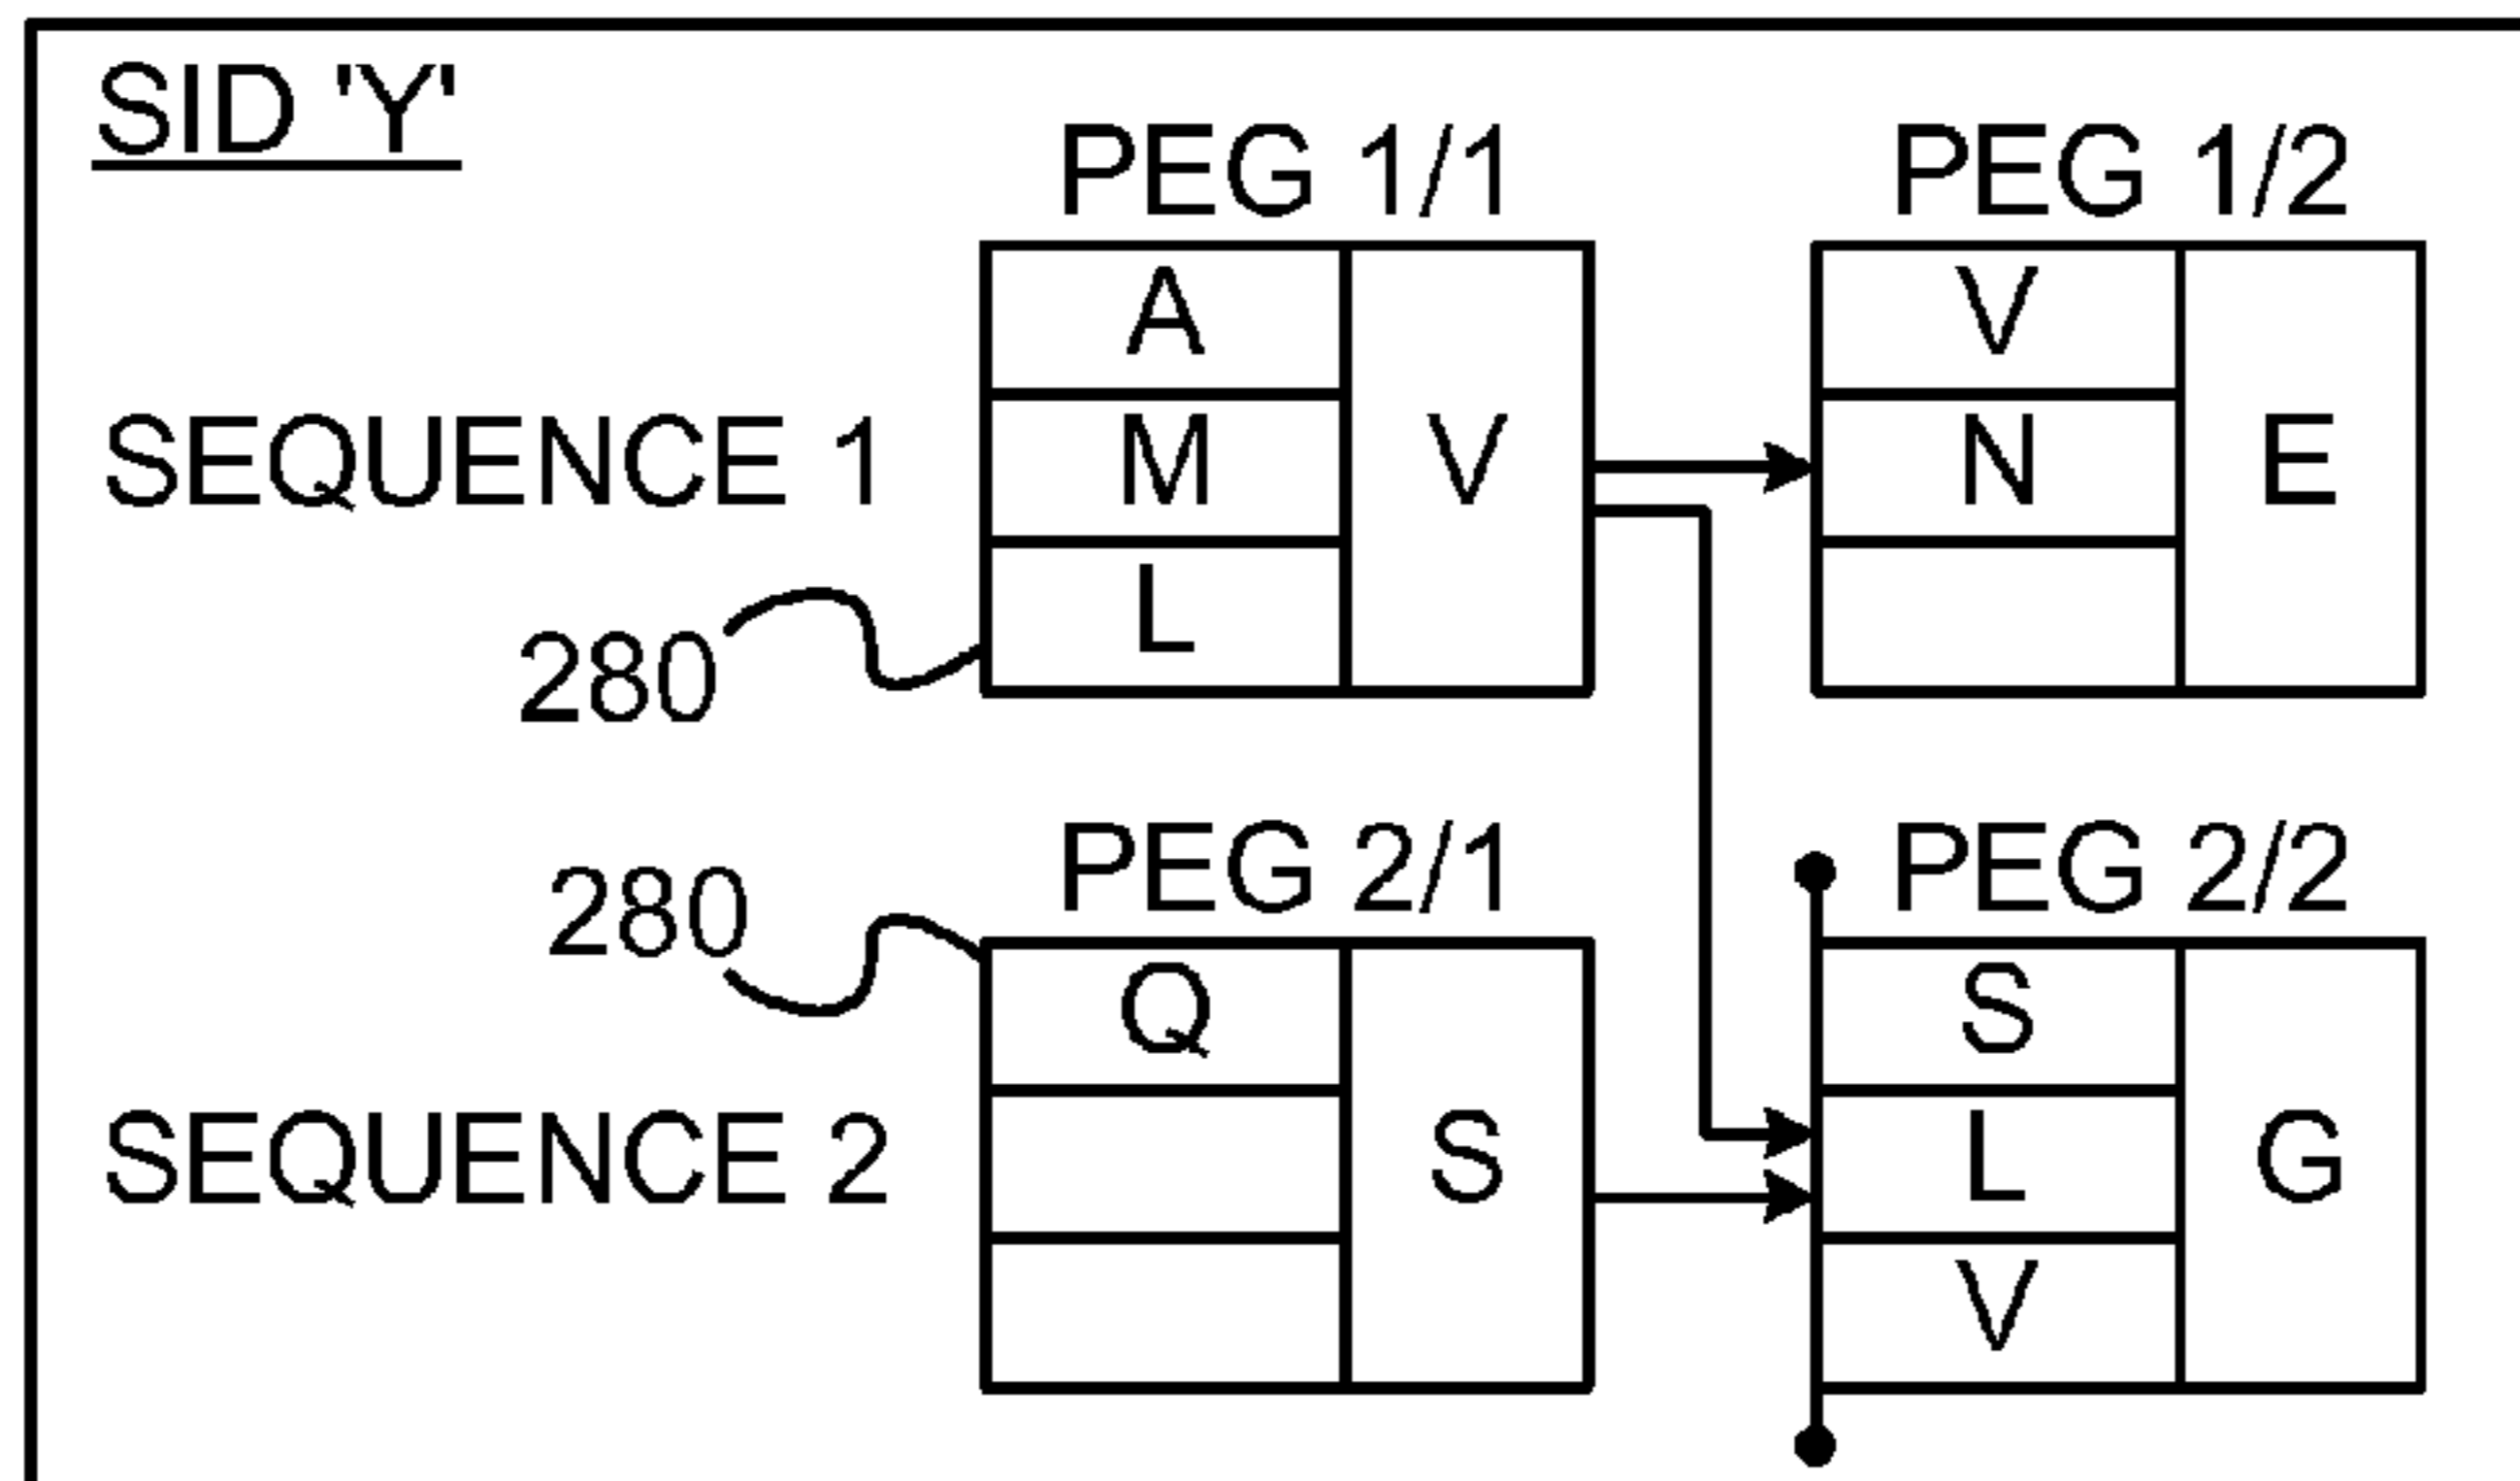 SID 'Y'
PEG 1/1
PEG 1/2
A
V
SEQUENCE 1
M
V
N
E
L
280
PEG 2/1
PEG 2/2
280
Q
S
SEQUENCE 2
S
L
G
V